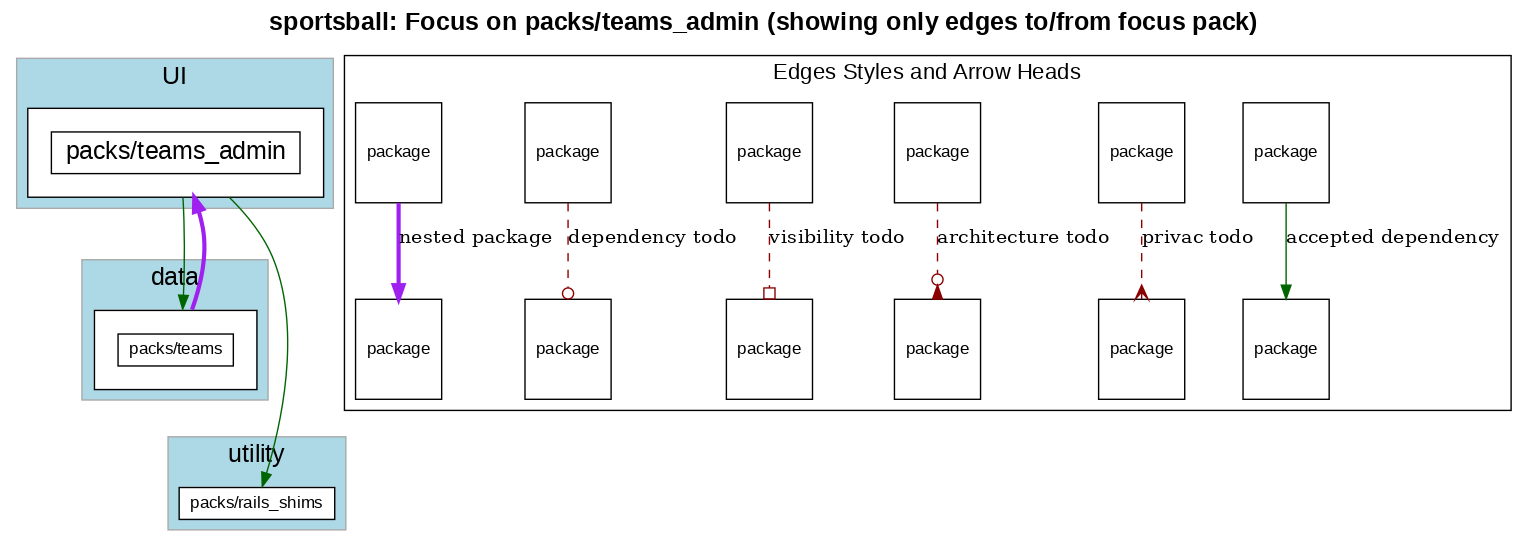 sportsball: Focus on packs/teams_admin (showing only edges to/from focus pack)
UI
packs/teams_admin
data
packs/teams
utility
packs/rails_shims
Edges Styles and Arrow Heads
package package package package package package
nested package dependency todo visibility todo architecture todo privac todo accepted dependency
package package package package package package